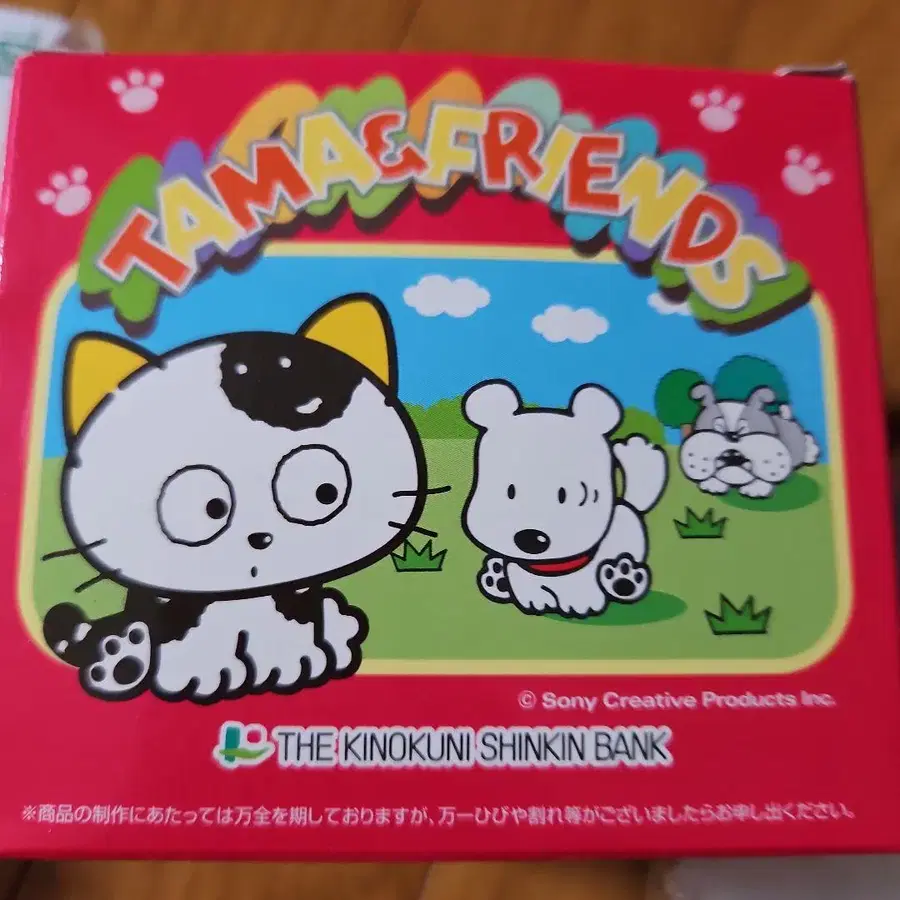 TAMA&FRIENDS
© Sony Creative Products Inc.
THE KINOKUNI SHINKIN BANK
※商品の制作にあたっては万全を期しておりますが、万一ひびや割れ等がございましたらお申し出ください。